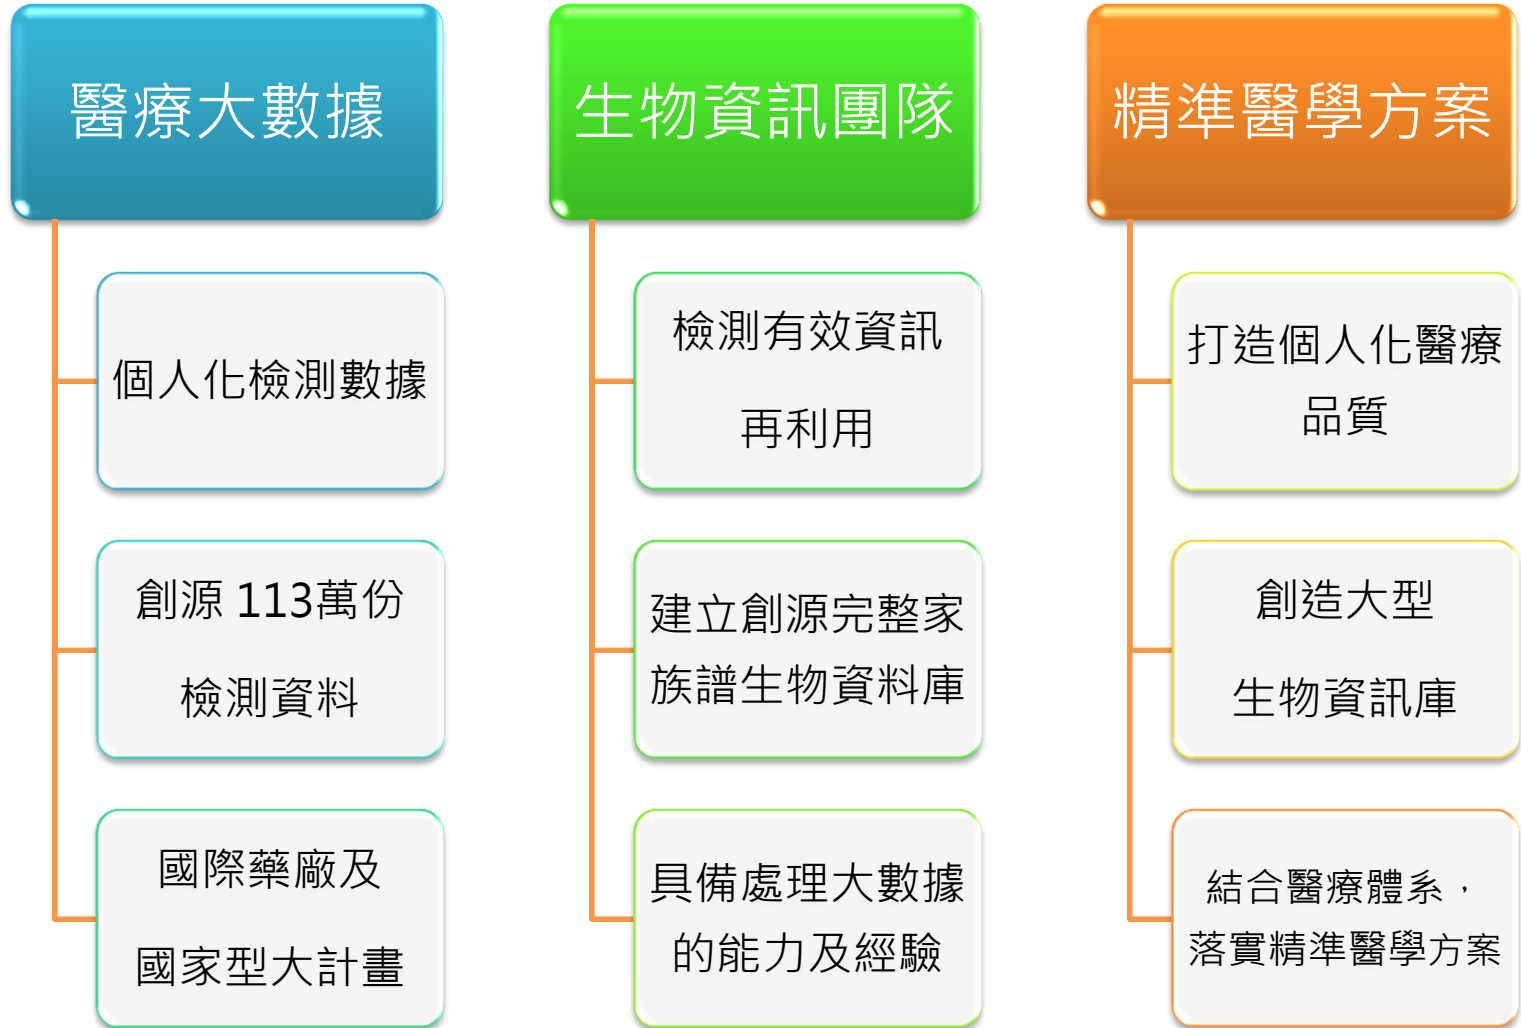 醫療大數據
個人化檢測數據
創源 113萬份
檢測資料
國際藥廠及
國家型大計畫
生物資訊團隊
檢測有效資訊
再利用
建立創源完整家
族譜生物資料庫
具備處理大數據
的能力及經驗
精準醫學方案
打造個人化醫療
品質
創造大型
生物資訊庫
結合醫療體系，
落實精準醫學方案